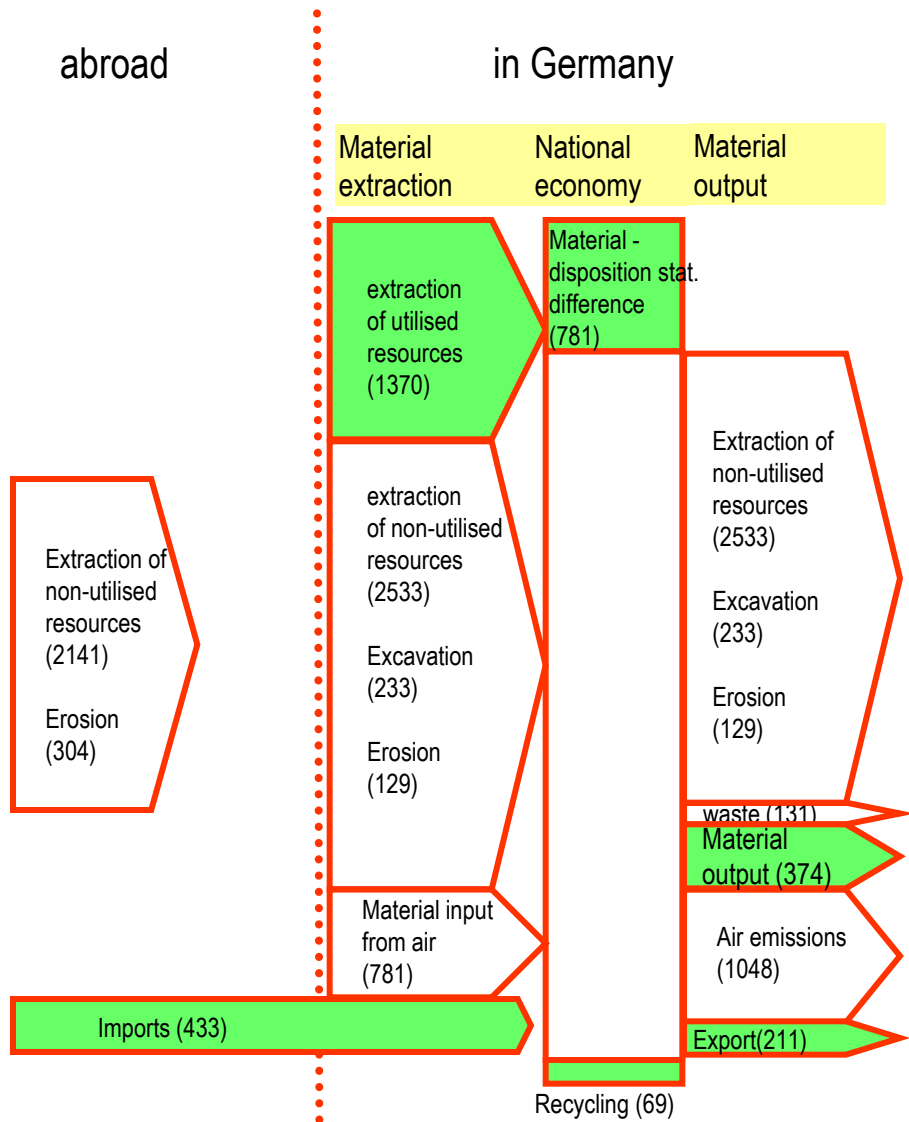 abroad
in Germany
Material
extraction
National
economy
Material
output
extraction
of utilised
resources
(1370)
Material -
disposition stat.
difference
(781)
Extraction of
non-utilised
resources
(2141)
Erosion
(304)
extraction
of non-utilised
resources
(2533)
Excavation
(233)
Erosion
(129)
Extraction of
non-utilised
resources
(2533)
Excavation
(233)
Erosion
(129)
waste (131)
Material
output (374)
Material input
from air
(781)
Air emissions
(1048)
Imports (433)
Export(211)
Recycling (69)